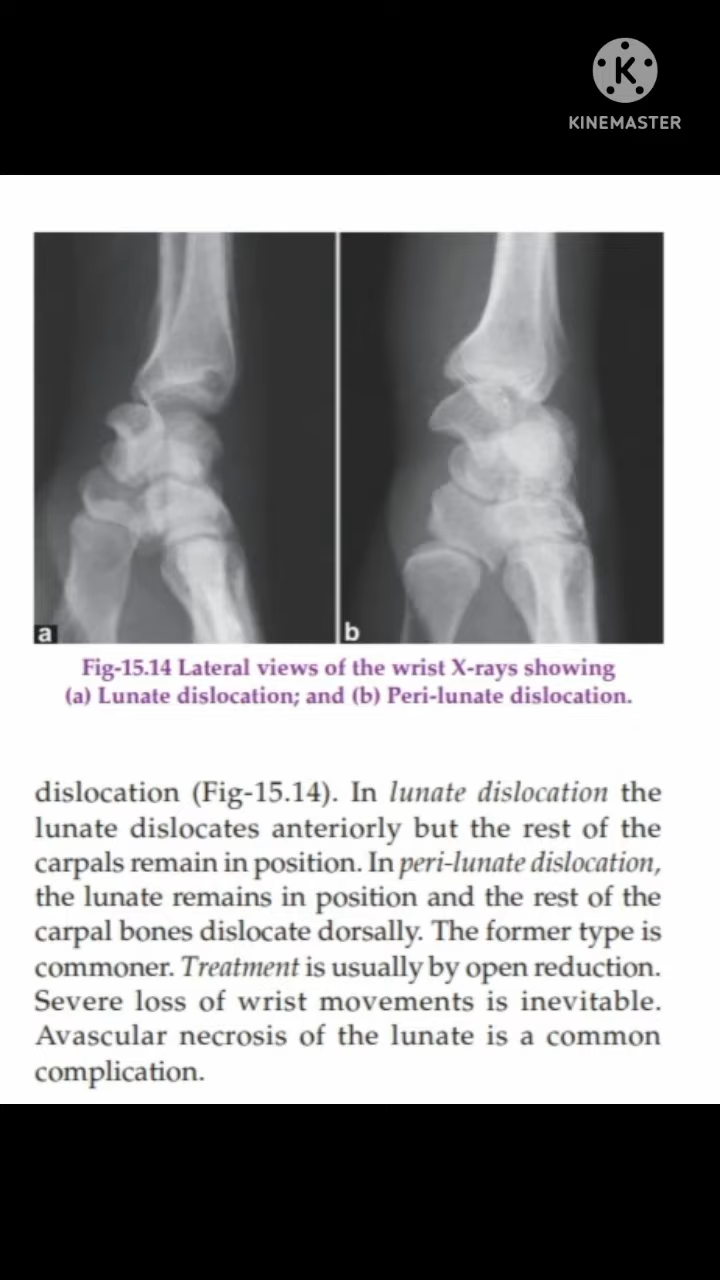 K
KINEMASTER
a
b
Fig-15.14 Lateral views of the wrist X-rays showing
(a) Lunate dislocation; and (b) Peri-lunate dislocation.
dislocation (Fig-15.14). In lunate dislocation the
lunate dislocates anteriorly but the rest of the
carpals remain in position. In peri-lunate dislocation,
the lunate remains in position and the rest of the
carpal bones dislocate dorsally. The former type is
commoner. Treatment is usually by open reduction.
Severe loss of wrist movements is inevitable.
Avascular necrosis of the lunate is a common
complication.